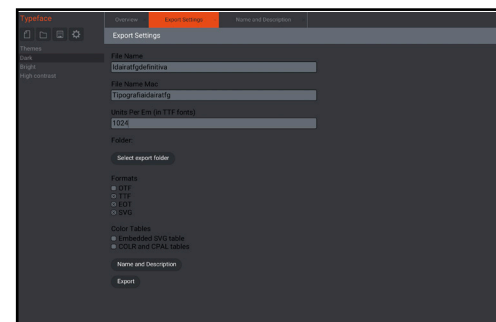 Typeface
Overview
Export Settings
Name and Description
Export Settings
Themes
Dark
Bright
High contrast
File Name
Idairatfgdefinitiva
File Name Mac
Tipografiaidairatfg
Units Per Em (in TTF fonts)
1024
Folder:
Select export folder
Formats
OTF
TTF
EOT
SVG
Color Tables
Embedded SVG table
COLR and CPAL tables
Name and Description
Export